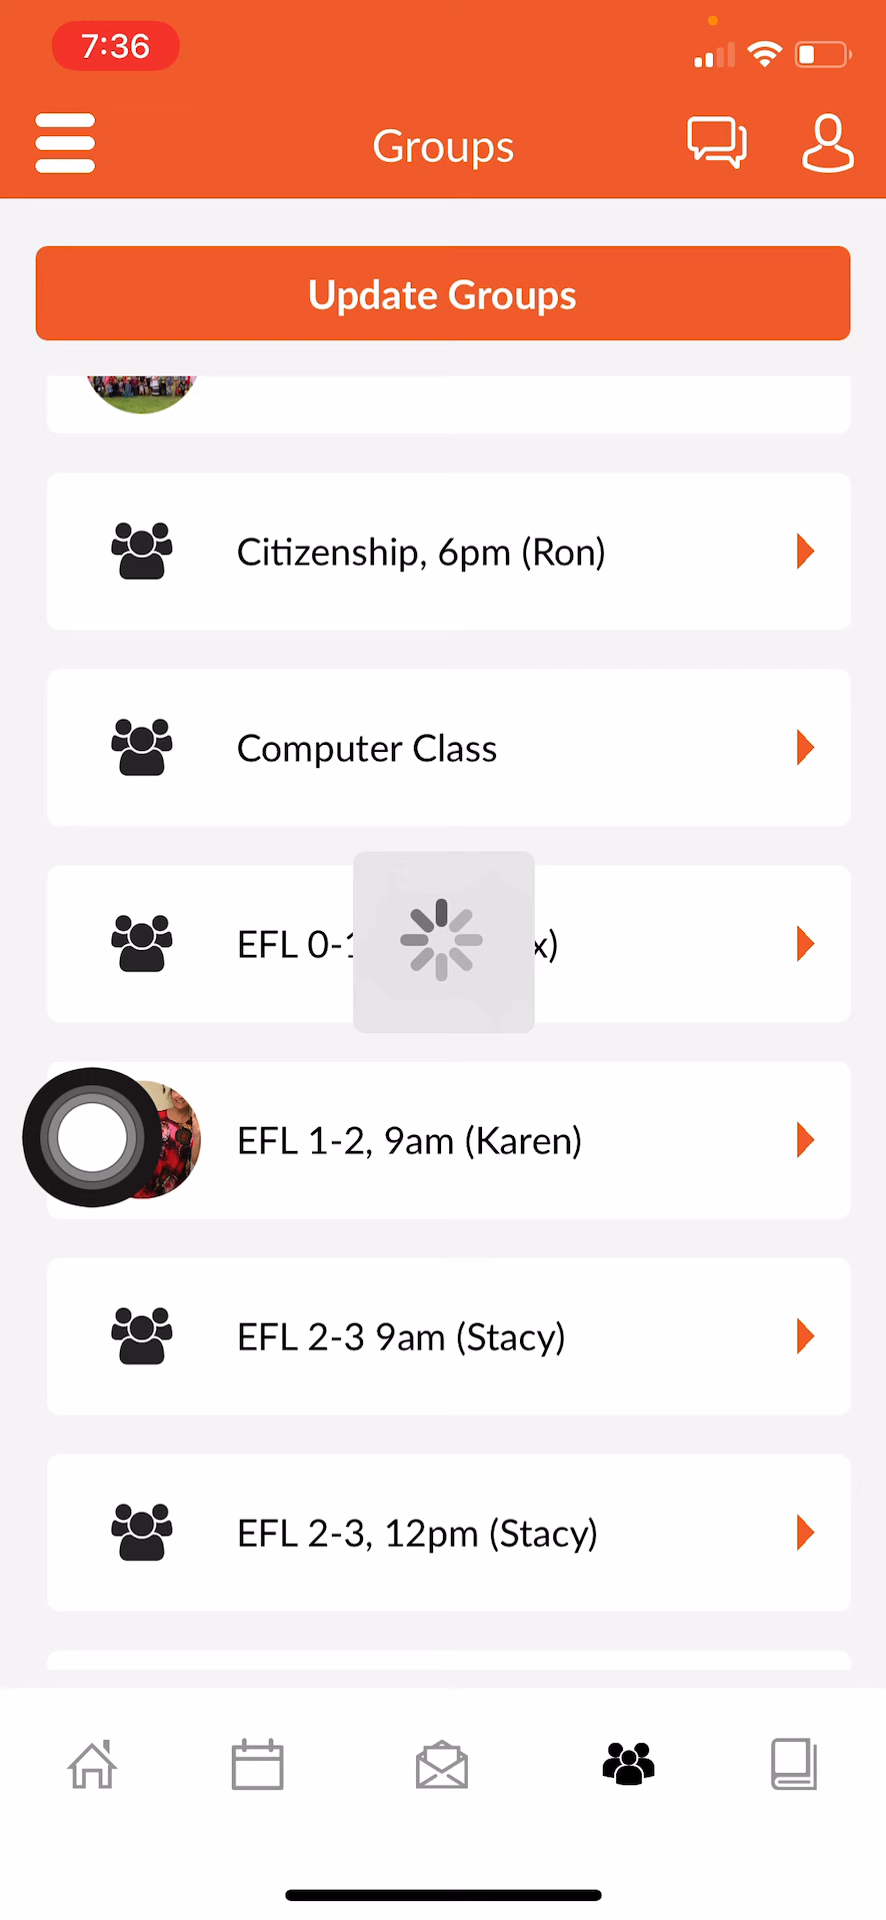 7:36
Groups
Update Groups
Citizenship, 6pm (Ron)
Computer Class
EFL 0-1 x)
EFL 1-2, 9am (Karen)
EFL 2-3 9am (Stacy)
EFL 2-3, 12pm (Stacy)